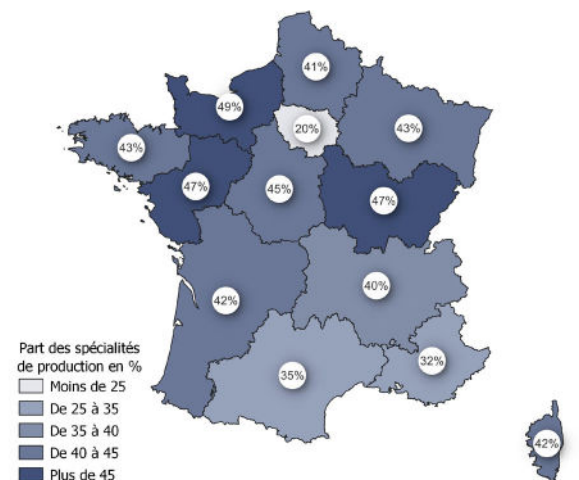 41%
49%
20%
43%
43%
47%
45%
47%
42%
40%
35%
32%
42%
Part des spécialités
de production en %
Moins de 25
De 25 à 35
De 35 à 40
De 40 à 45
Plus de 45